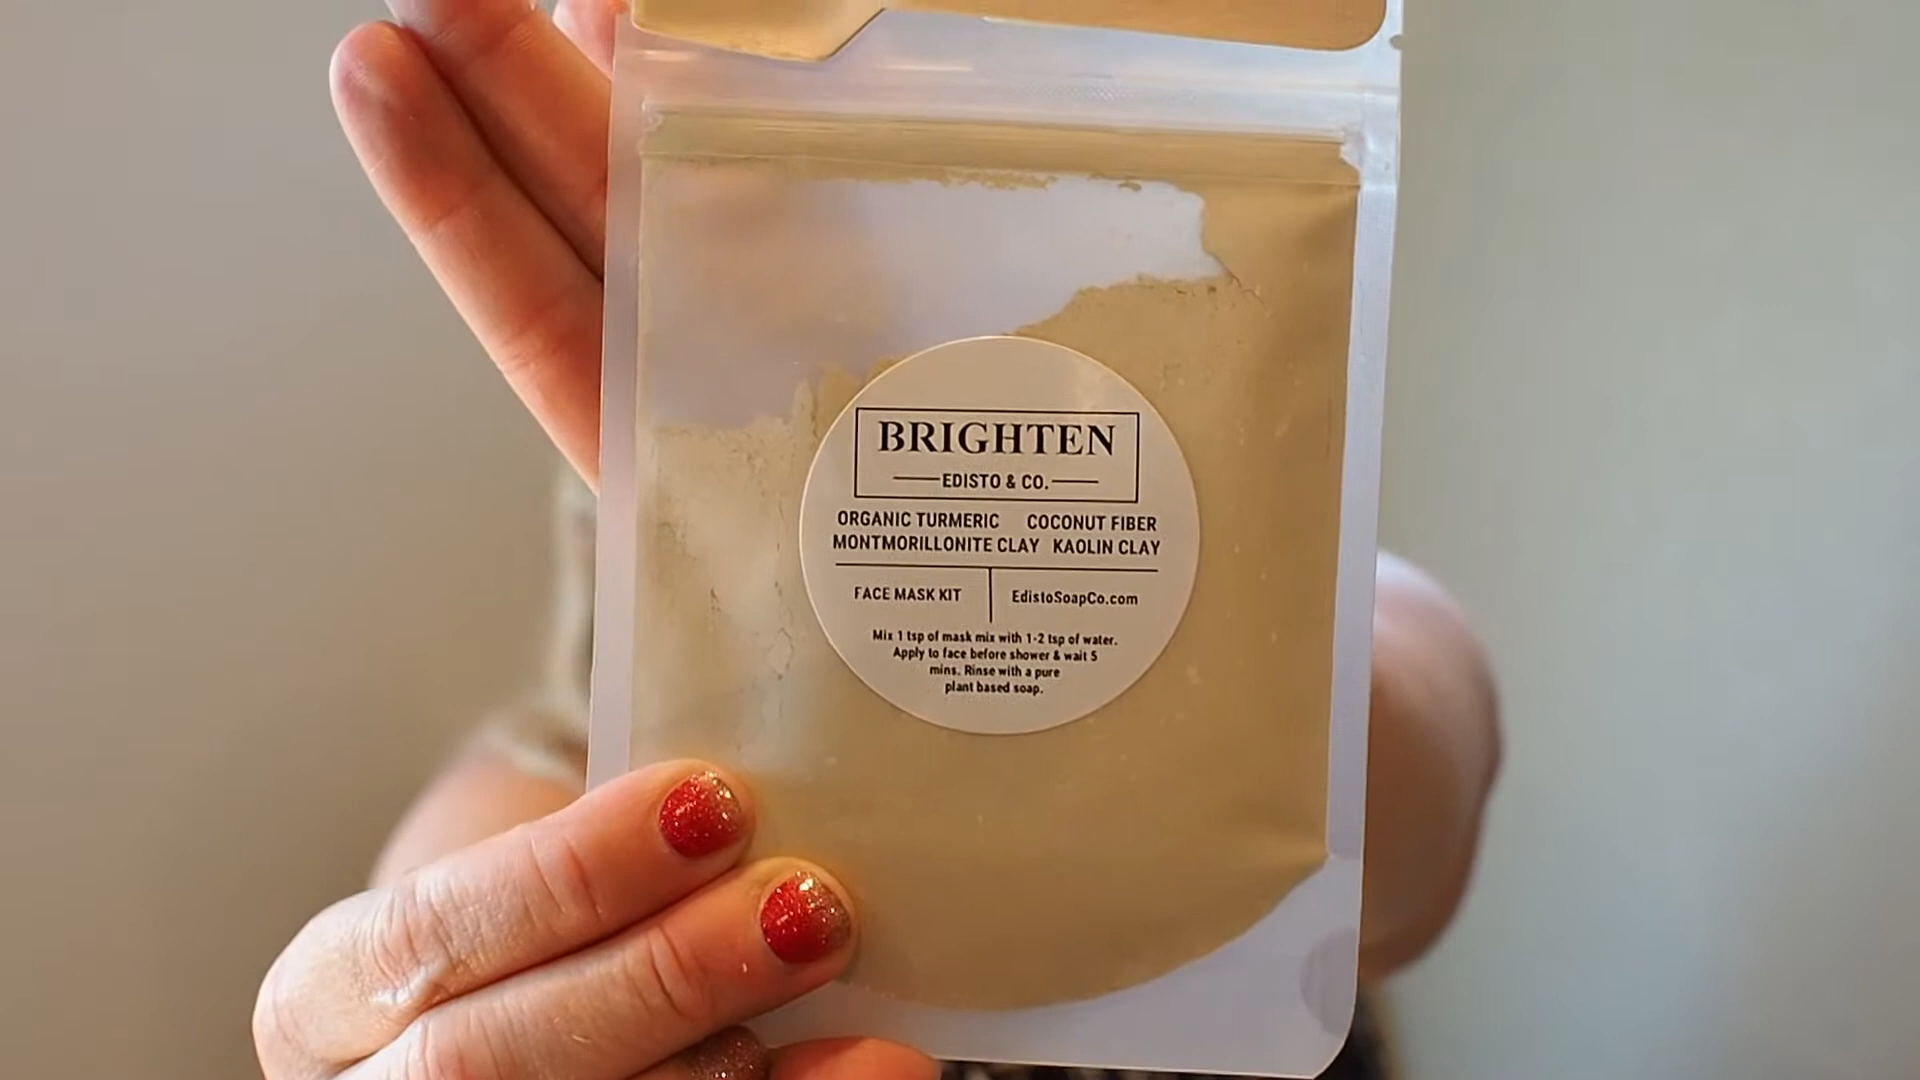 BRIGHTEN
EDISTO & CO.
ORGANIC TURMERIC COCONUT FIBER
MONTMORILLONITE CLAY KAOLIN CLAY
FACE MASK KIT EdistoSoapCo.com
Mix 1 tsp of mask mix with 1-2 tsp of water.
Apply to face before shower & wait 5
mins. Rinse with a pure
plant based soap.